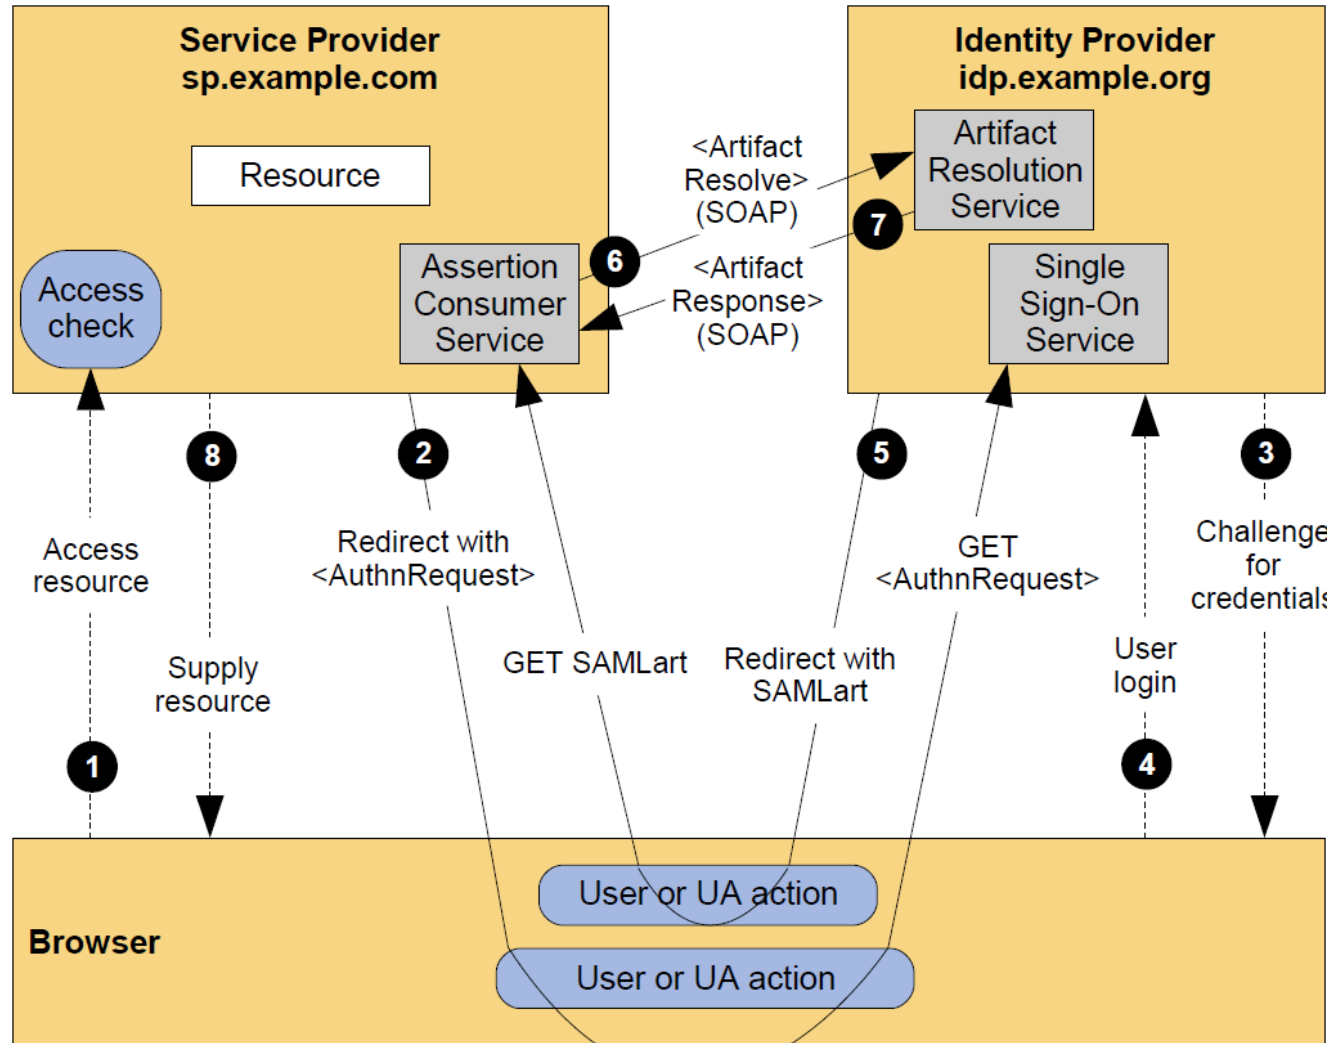 Service Provider
sp.example.com
Resource
Access
check
Assertion
Consumer
Service
Identity Provider
idp.example.org
Artifact
Resolution
Service
Single
Sign-On
Service
<Artifact
Resolve>
(SOAP)
6
7
<Artifact
Response>
(SOAP)
8
2
5
3
Access
resource
Redirect with
<AuthnRequest>
GET
<AuthnRequest>
Challenge
for
credentials
Supply
resource
GET SAMLart
Redirect with
SAMLart
User
login
1
4
User or UA action
Browser
User or UA action